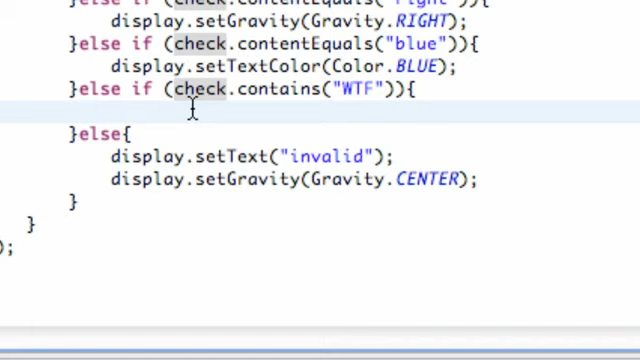 }else if (check.contentEquals("right")){
display.setGravity(Gravity.RIGHT);
}else if (check.contentEquals("blue")){
display.setTextColor(Color.BLUE);
}else if (check.contains("WTF")){
}else{
display.setText("invalid");
display.setGravity(Gravity.CENTER);
}
}
);